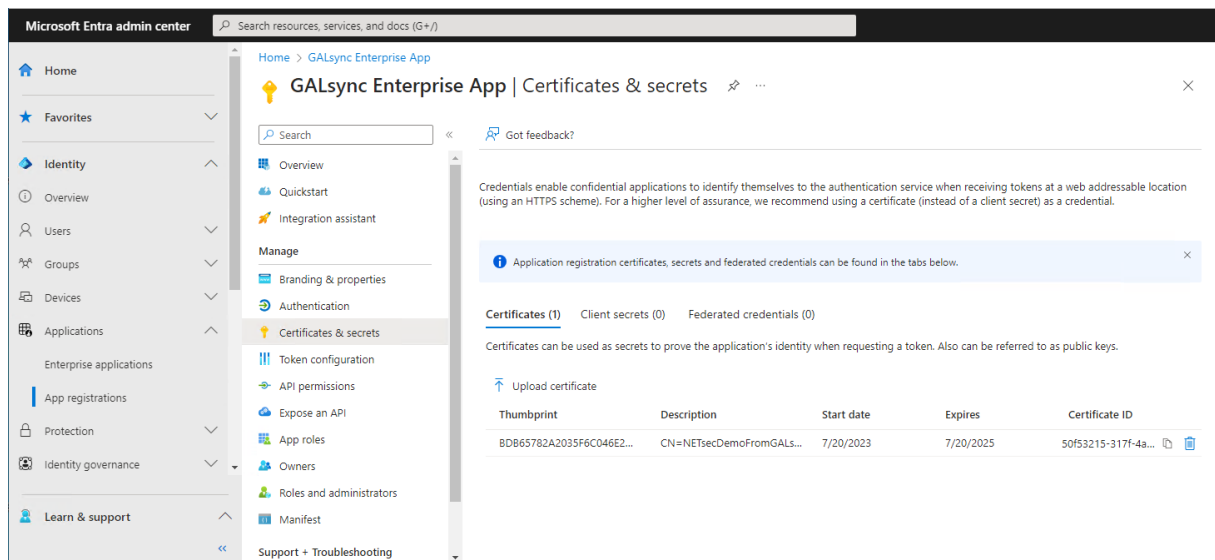 Microsoft Entra admin center
Search resources, services, and docs (G+/)
Home
Favorites
Identity
Overview
Users
Groups
Devices
Applications
Enterprise applications
App registrations
Protection
Identity governance
Learn & support
Home > GALsync Enterprise App
GALsync Enterprise App | Certificates & secrets
Search
Overview
Quickstart
Integration assistant
Manage
Branding & properties
Authentication
Certificates & secrets
Token configuration
API permissions
Expose an API
App roles
Owners
Roles and administrators
Manifest
Support + Troubleshooting
Got feedback?
Credentials enable confidential applications to identify themselves to the authentication service when receiving tokens at a web addressable location
(using an HTTPS scheme). For a higher level of assurance, we recommend using a certificate (instead of a client secret) as a credential.
Application registration certificates, secrets and federated credentials can be found in the tabs below.
Certificates (1) Client secrets (0) Federated credentials (0)
Certificates can be used as secrets to prove the application's identity when requesting a token. Also can be referred to as public keys.
Upload certificate
Thumbprint Description Start date Expires Certificate ID
BDB65782A2035F6C046E2... CN=NETsecDemoFromGALs... 7/20/2023 7/20/2025 50f53215-317f-4a...